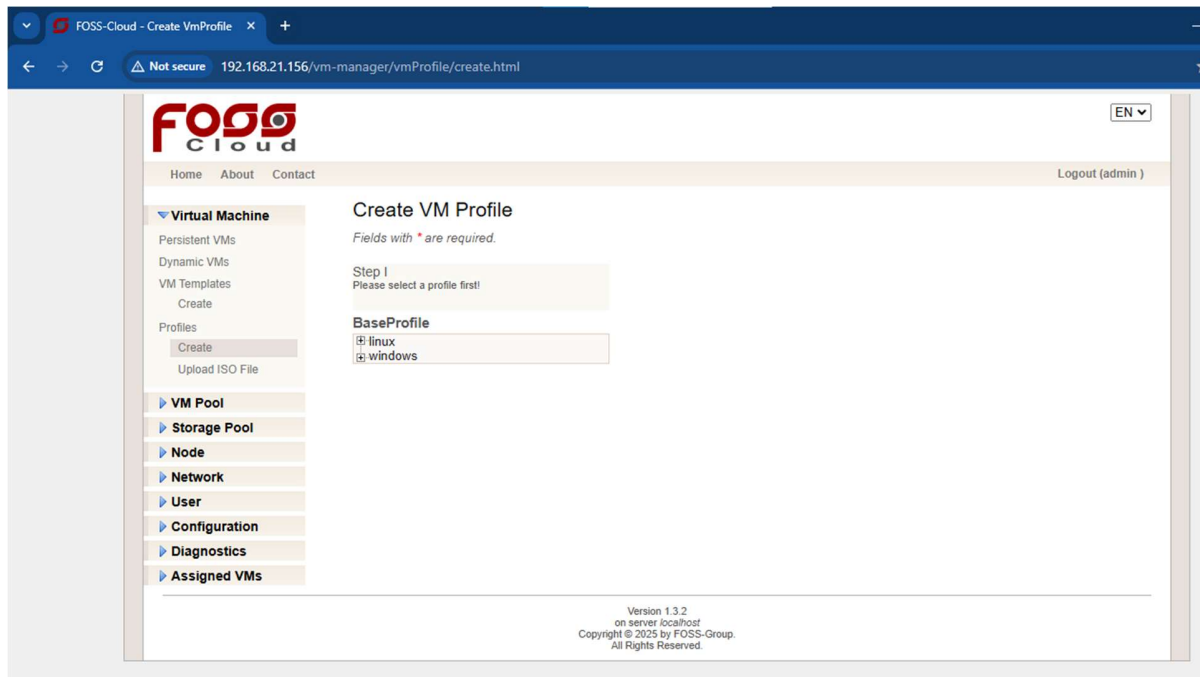 FOSS-Cloud - Create VmProfile
Not secure 192.168.21.156/vm-manager/vmProfile/create.html
FOSS
Cloud
EN
Home About Contact Logout (admin )
Virtual Machine
Persistent VMs
Dynamic VMs
VM Templates
Create
Profiles
Create
Upload ISO File
VM Pool
Storage Pool
Node
Network
User
Configuration
Diagnostics
Assigned VMs
Create VM Profile
Fields with * are required.
Step I
Please select a profile first!
BaseProfile
linux
windows
Version 1.3.2
on server localhost
Copyright © 2025 by FOSS-Group.
All Rights Reserved.